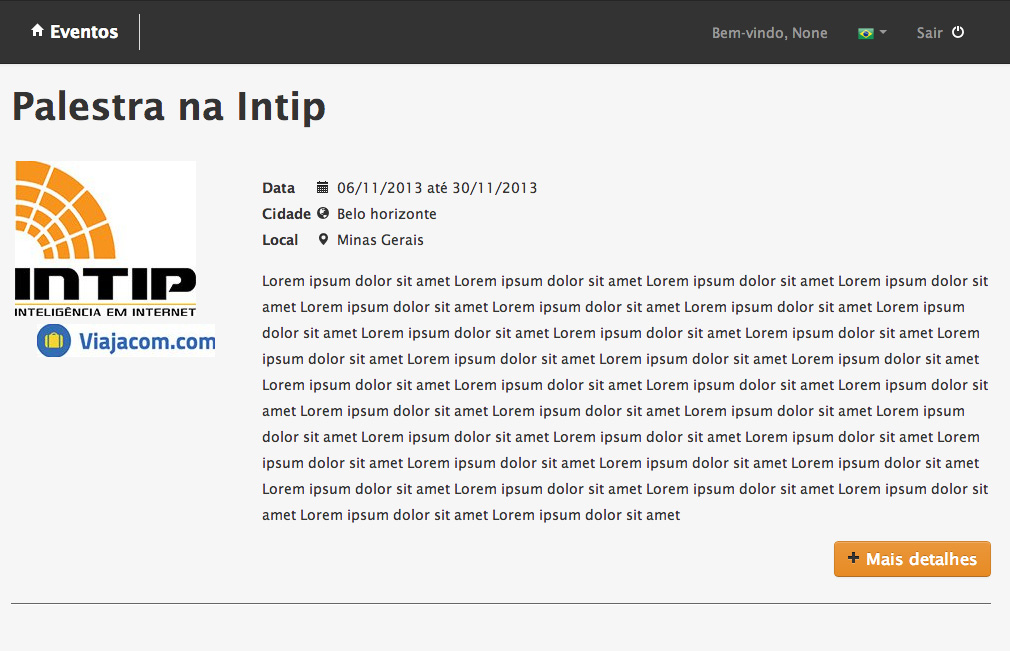 Eventos
Bem-vindo, None
Sair
Palestra na Intip
INTIP
INTELIGÊNCIA EM INTERNET
Viajacom.com
Data 06/11/2013 até 30/11/2013
Cidade Belo horizonte
Local Minas Gerais
Lorem ipsum dolor sit amet Lorem ipsum dolor sit amet Lorem ipsum dolor sit amet Lorem ipsum dolor sit
amet Lorem ipsum dolor sit amet Lorem ipsum dolor sit amet Lorem ipsum dolor sit amet Lorem ipsum
dolor sit amet Lorem ipsum dolor sit amet Lorem ipsum dolor sit amet Lorem ipsum dolor sit amet Lorem
ipsum dolor sit amet Lorem ipsum dolor sit amet Lorem ipsum dolor sit amet Lorem ipsum dolor sit amet
Lorem ipsum dolor sit amet Lorem ipsum dolor sit amet Lorem ipsum dolor sit amet Lorem ipsum dolor sit
amet Lorem ipsum dolor sit amet Lorem ipsum dolor sit amet Lorem ipsum dolor sit amet Lorem ipsum
dolor sit amet Lorem ipsum dolor sit amet Lorem ipsum dolor sit amet Lorem ipsum dolor sit amet Lorem
ipsum dolor sit amet Lorem ipsum dolor sit amet Lorem ipsum dolor sit amet Lorem ipsum dolor sit amet
Lorem ipsum dolor sit amet Lorem ipsum dolor sit amet Lorem ipsum dolor sit amet Lorem ipsum dolor sit
amet Lorem ipsum dolor sit amet Lorem ipsum dolor sit amet
Mais detalhes